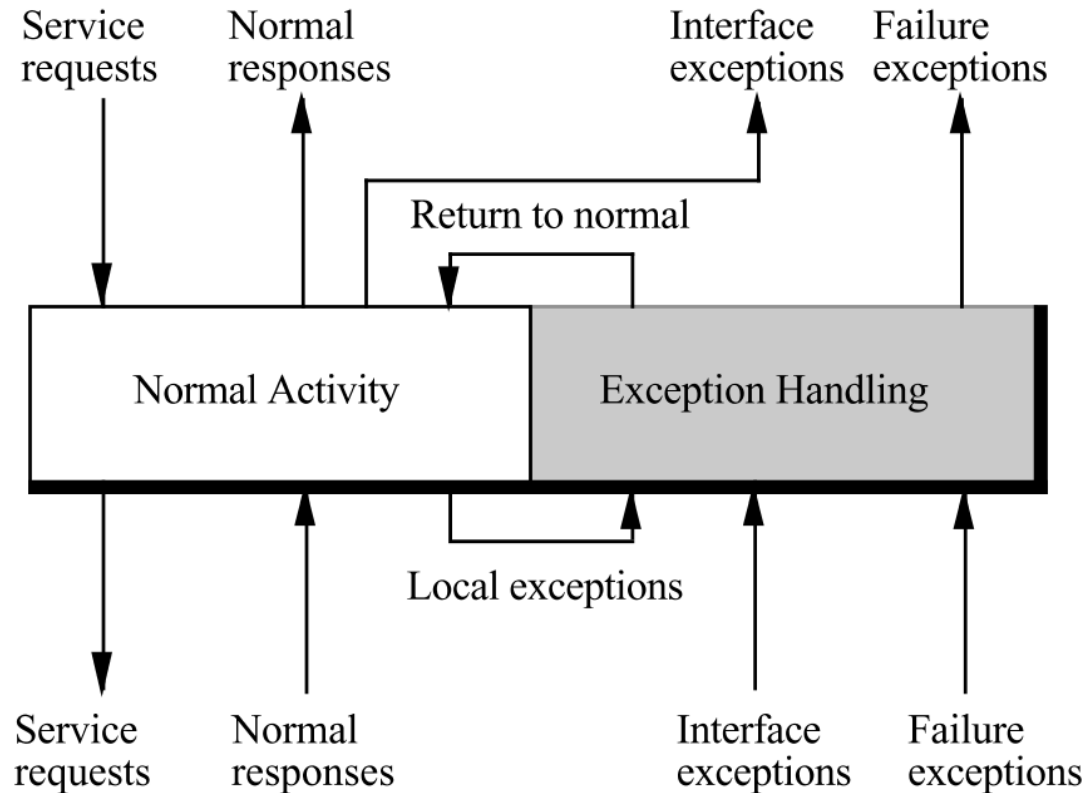 Service
requests
Normal
responses
Interface
exceptions
Failure
exceptions
Return to normal
Normal Activity
Exception Handling
Local exceptions
Service
requests
Normal
responses
Interface
exceptions
Failure
exceptions